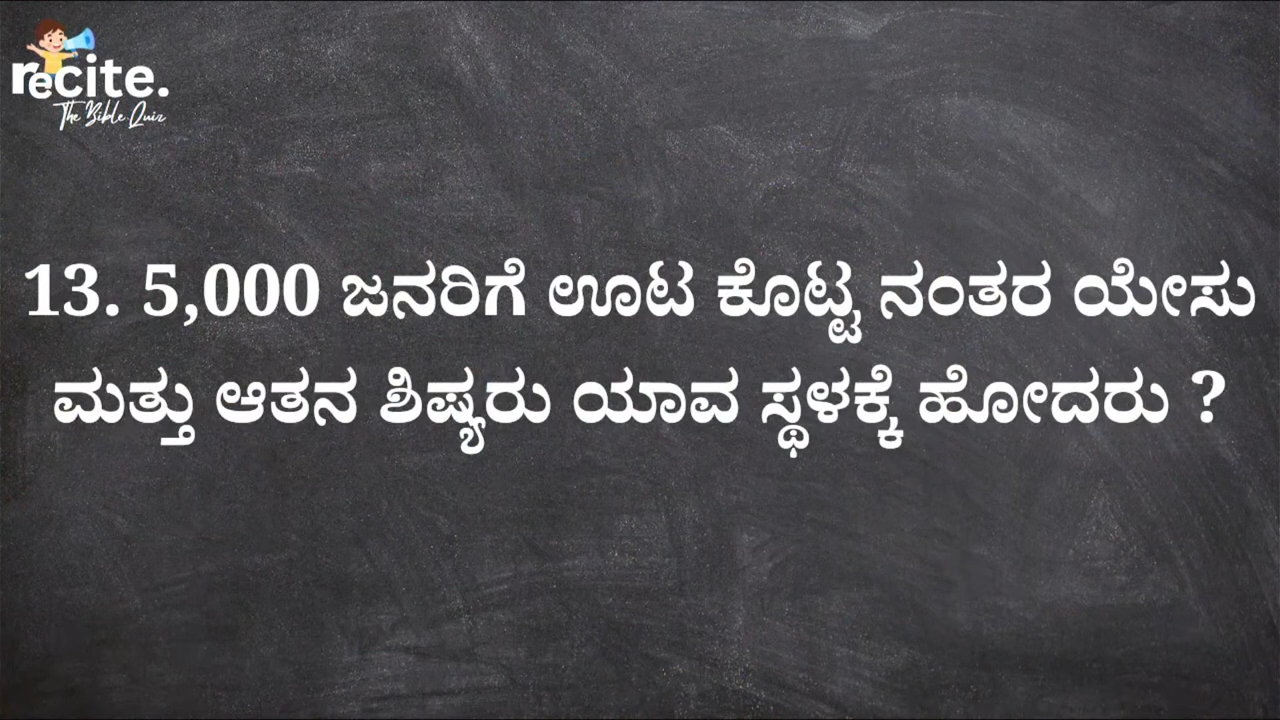 recite.
The Bible Quiz
13. 5,000 ಜನರಿಗೆ ಊಟ ಕೊಟ್ಟ ನಂತರ ಯೇಸು
ಮತ್ತು ಆತನ ಶಿಷ್ಯರು ಯಾವ ಸ್ಥಳಕ್ಕೆ ಹೋದರು ?